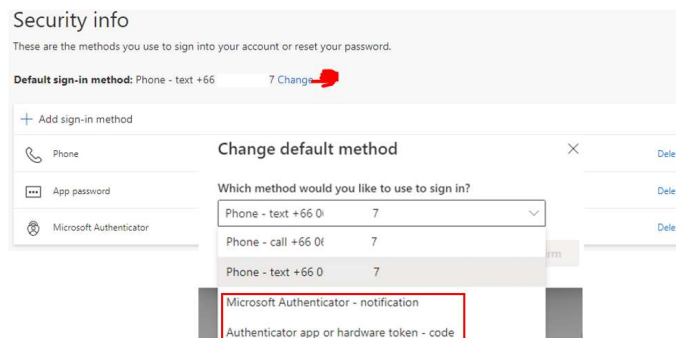 Security info
These are the methods you use to sign into your account or reset your password.
Default sign-in method: Phone - text +66 7 Change
Add sign-in method
Phone
Dele
App password
Dele
Microsoft Authenticator
Dele
Change default method
Which method would you like to use to sign in?
Phone - text +66 0 7
Phone - call +66 06 7
Phone - text +66 0 7
Microsoft Authenticator - notification
Authenticator app or hardware token - code
rm